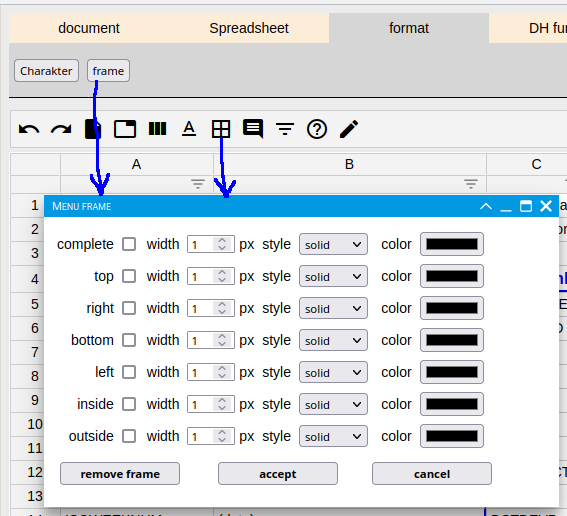 document Spreadsheet format DH fu
Charakter frame
A B C
1
2
3
4
5
6
7
8
9
10
11
12
13
MENU FRAME
complete width 1 px style solid color
top width 1 px style solid color
right width 1 px style solid color
bottom width 1 px style solid color
left width 1 px style solid color
inside width 1 px style solid color
outside width 1 px style solid color
remove frame accept cancel